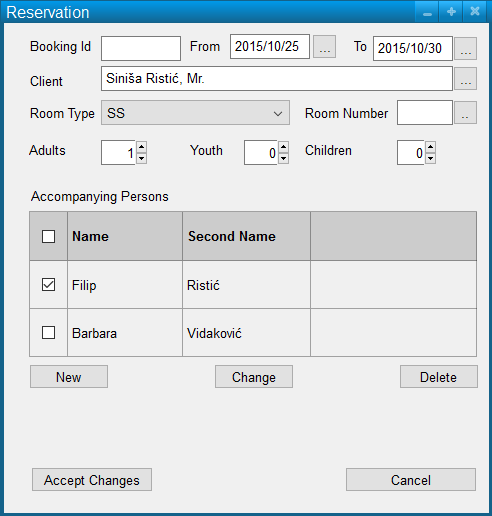 Reservation
Booking Id From 2015/10/25 ... To 2015/10/30 ...
Client Siniša Ristić, Mr. ...
Room Type SS Room Number ..
Adults 1 Youth 0 Children 0
Accompanying Persons
Name Second Name
Filip Ristić
Barbara Vidaković
New Change Delete
Accept Changes Cancel